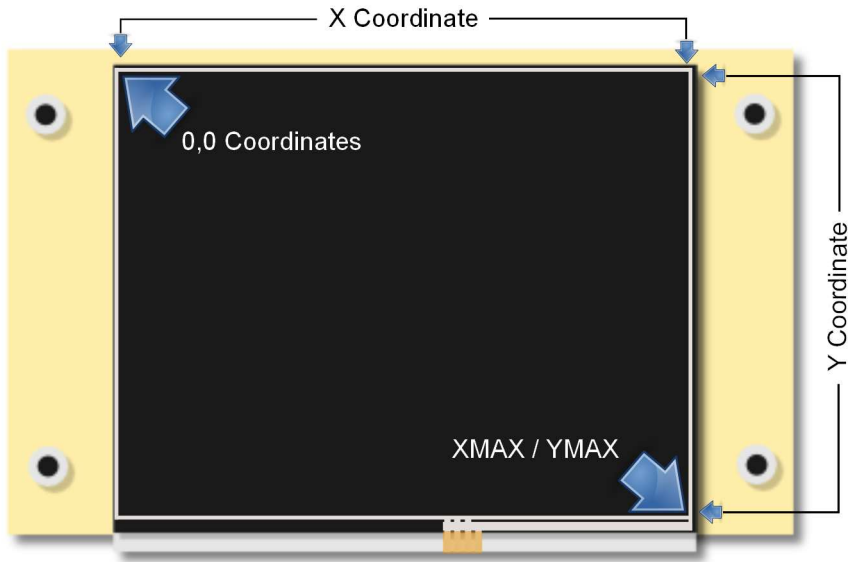 X Coordinate
0,0 Coordinates
Y Coordinate
XMAX / YMAX